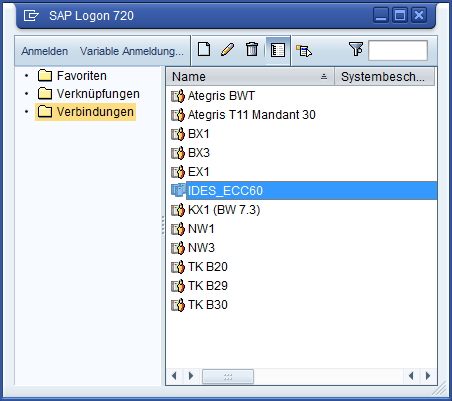 SAP Logon 720
Anmelden Variable Anmeldung...
Favoriten
Verknüpfungen
Verbindungen
Name Systembesch...
Ategris BWT
Ategris T11 Mandant 30
BX1
BX3
EX1
IDES_ECC60
KX1 (BW 7.3)
NW1
NW3
TK B20
TK B29
TK B30